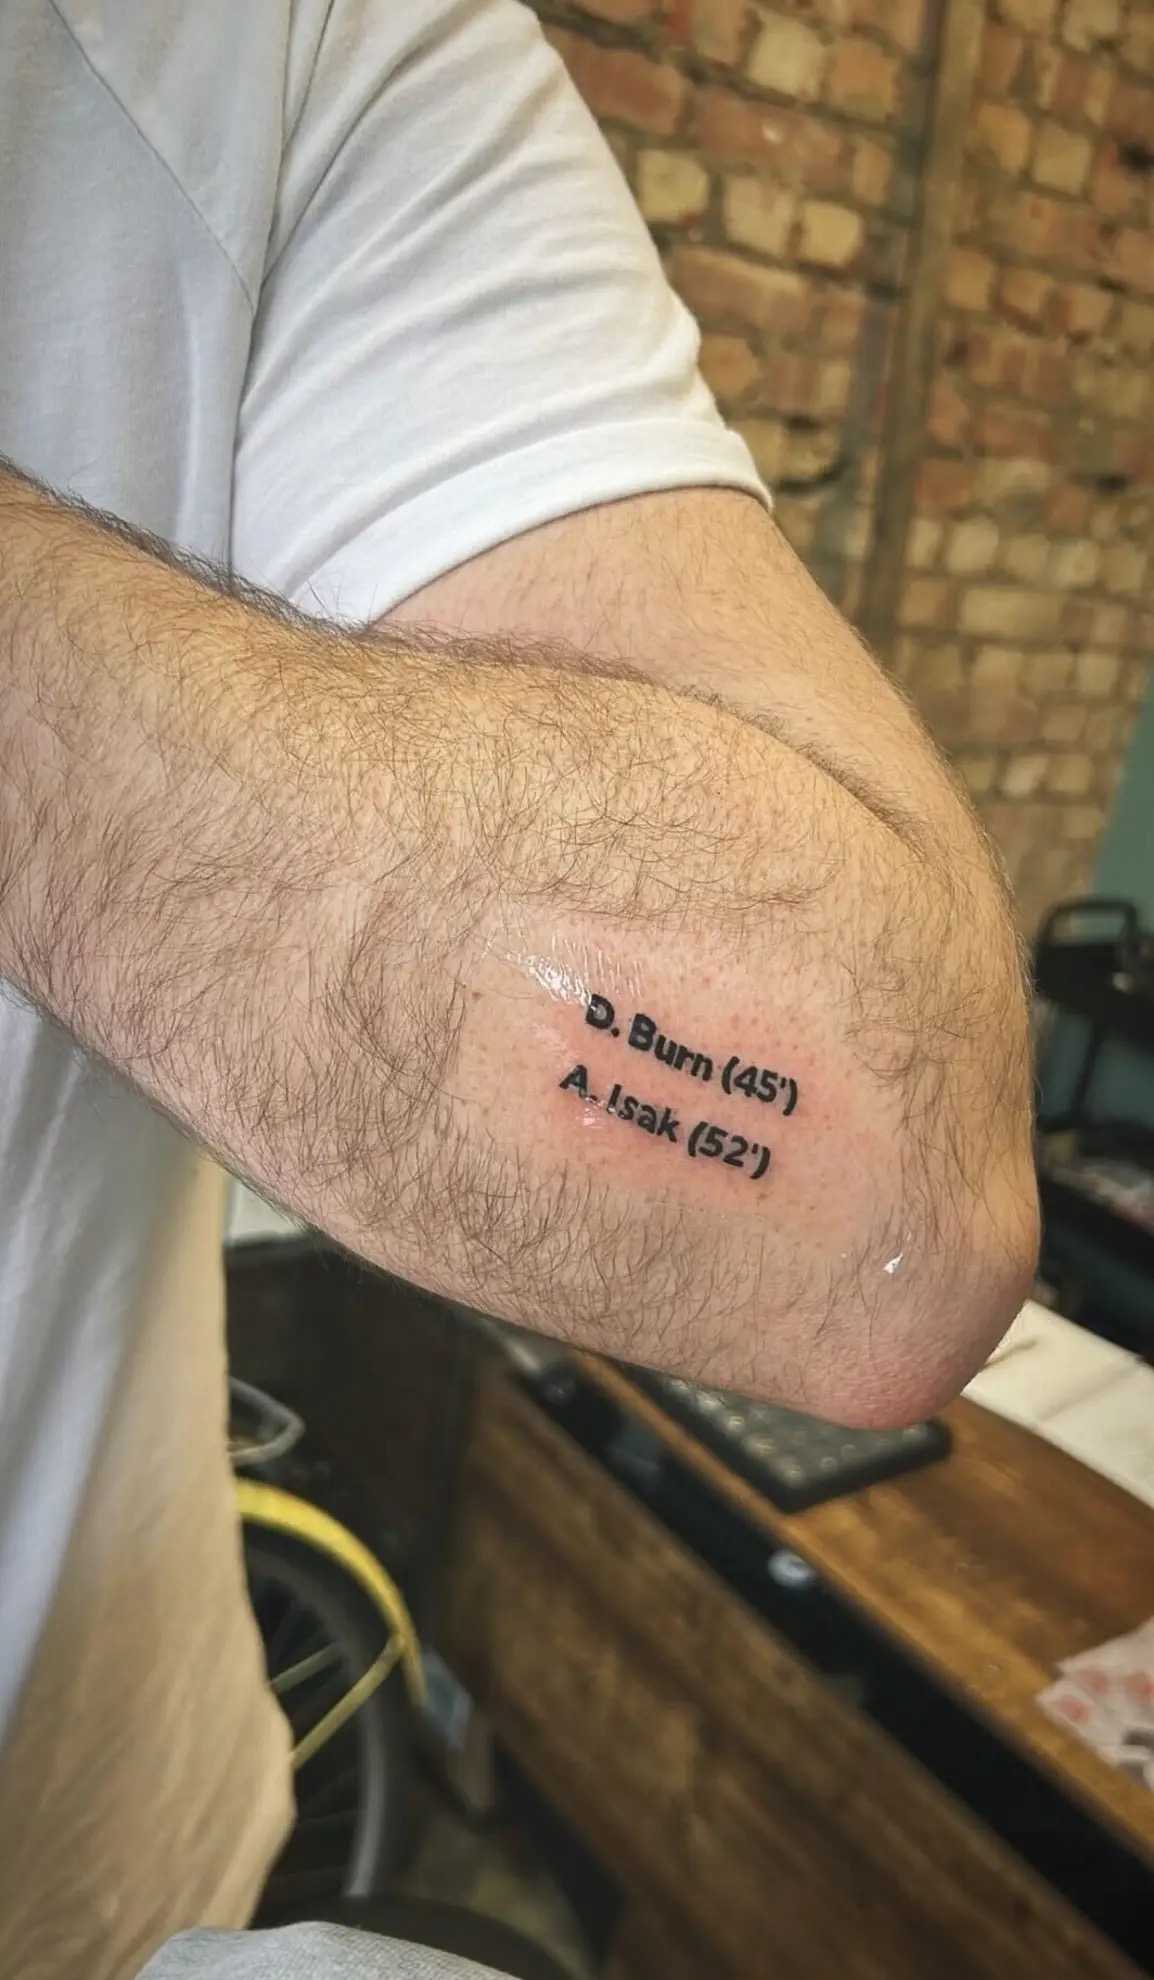 D. Burn (45')
A. Isak (52')